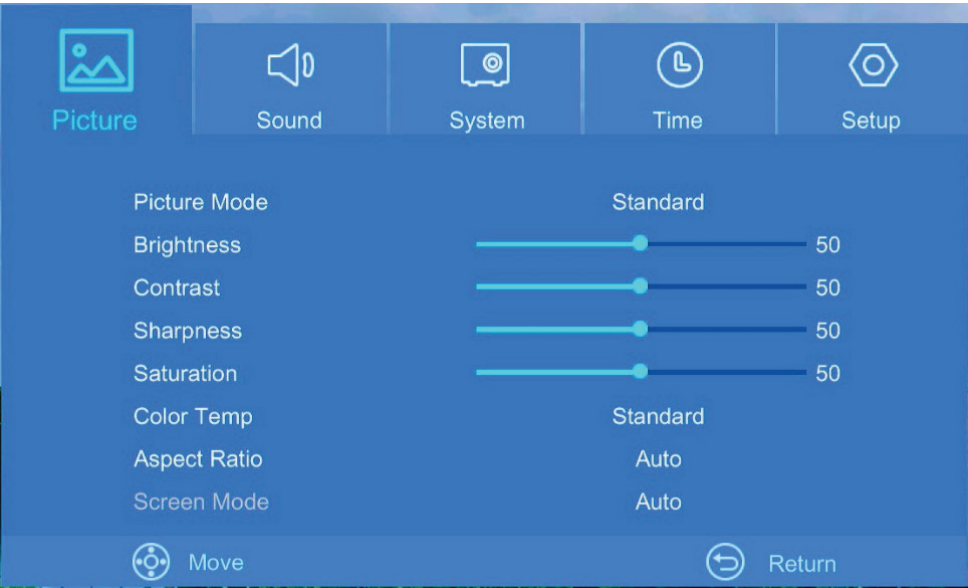 Picture Sound System Time Setup
Picture Mode Standard
Brightness 50
Contrast 50
Sharpness 50
Saturation 50
Color Temp Standard
Aspect Ratio Auto
Screen Mode Auto
Move Return